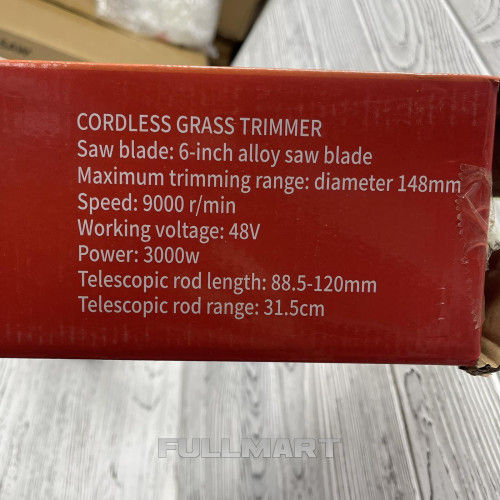 SAW
CORDLESS GRASS TRIMMER
Saw blade: 6-inch alloy saw blade
Maximum trimming range: diameter 148mm
Speed: 9000 r/min
Working voltage: 48V
Power: 3000w
Telescopic rod length: 88.5-120mm
Telescopic rod range: 31.5cm
FULLMART